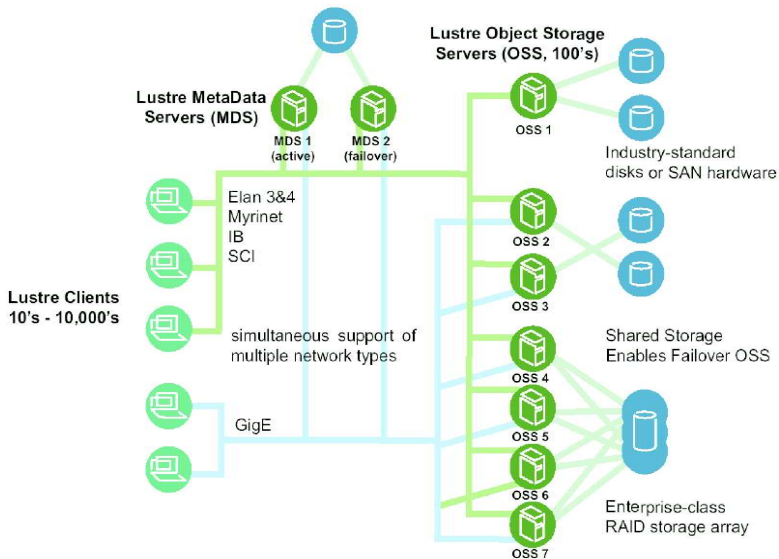 Lustre Object Storage
Servers (OSS, 100's)
Lustre MetaData
Servers (MDS)
MDS 1
(active)
MDS 2
(failover)
OSS 1
Industry-standard
disks or SAN hardware
Elan 3&4
Myrinet
IB
SCI
OSS 2
OSS 3
Lustre Clients
10's - 10,000's
simultaneous support of
multiple network types
Shared Storage
Enables Failover OSS
OSS 4
GigE
OSS 5
OSS 6
Enterprise-class
RAID storage array
OSS 7